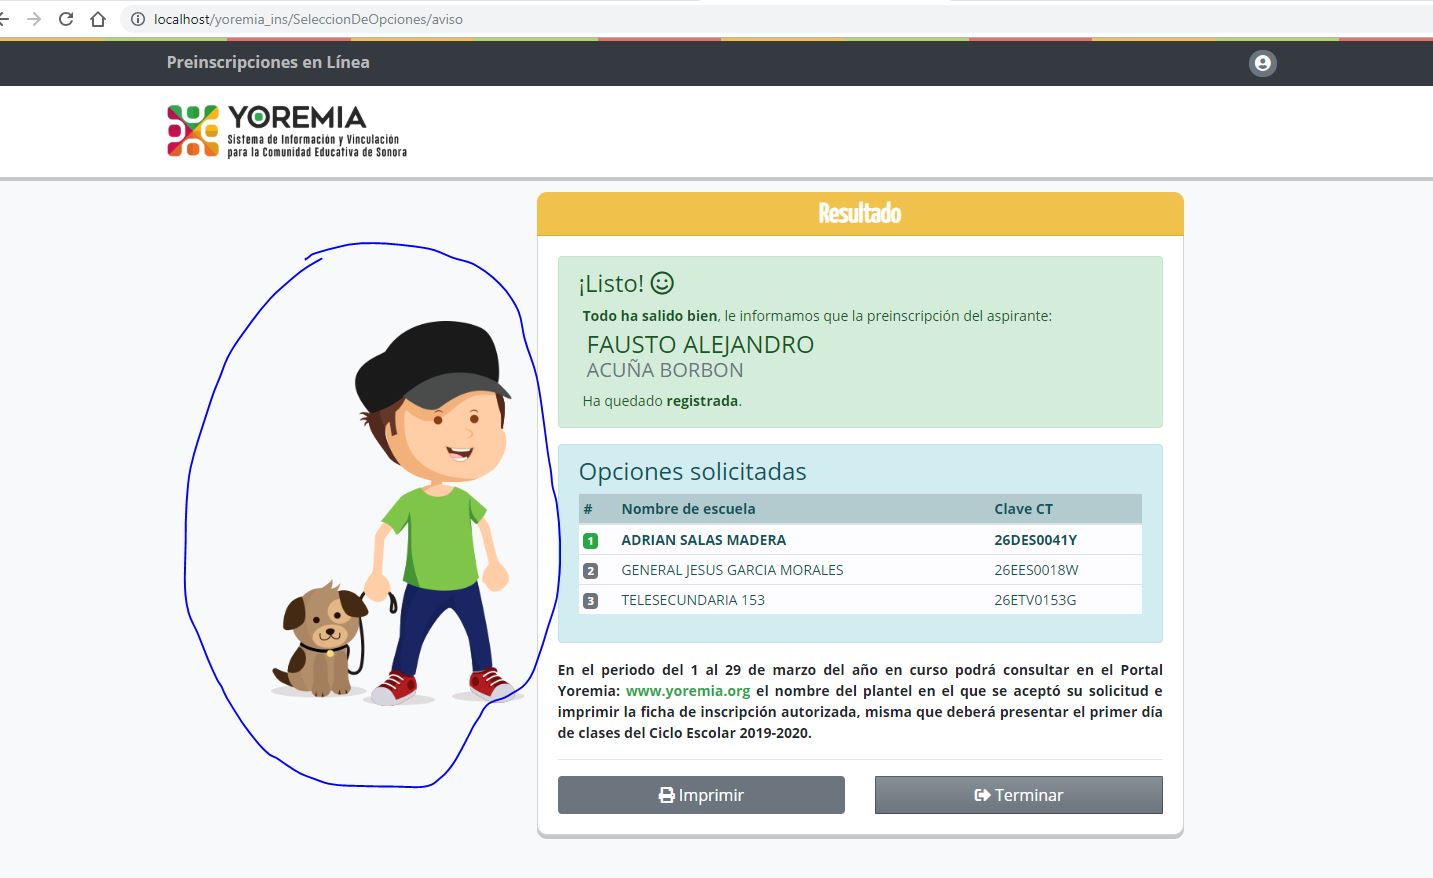 localhost/yoremia_ins/SeleccionDeOpciones/aviso
Preinscripciones en Línea
YOREMIA
Sistema de Información y Vinculación
para la Comunidad Educativa de Sonora
Resultado
¡Listo!
Todo ha salido bien, le informamos que la preinscripción del aspirante:
FAUSTO ALEJANDRO
ACUÑA BORBON
Ha quedado registrada.
Opciones solicitadas
# Nombre de escuela Clave CT
1 ADRIAN SALAS MADERA 26DES0041Y
2 GENERAL JESUS GARCIA MORALES 26EES0018W
3 TELESECUNDARIA 153 26ETV0153G
En el periodo del 1 al 29 de marzo del año en curso podrá consultar en el Portal
Yoremia: www.yoremia.org el nombre del plantel en el que se aceptó su solicitud e
imprimir la ficha de inscripción autorizada, misma que deberá presentar el primer día
de clases del Ciclo Escolar 2019-2020.
Imprimir
Terminar